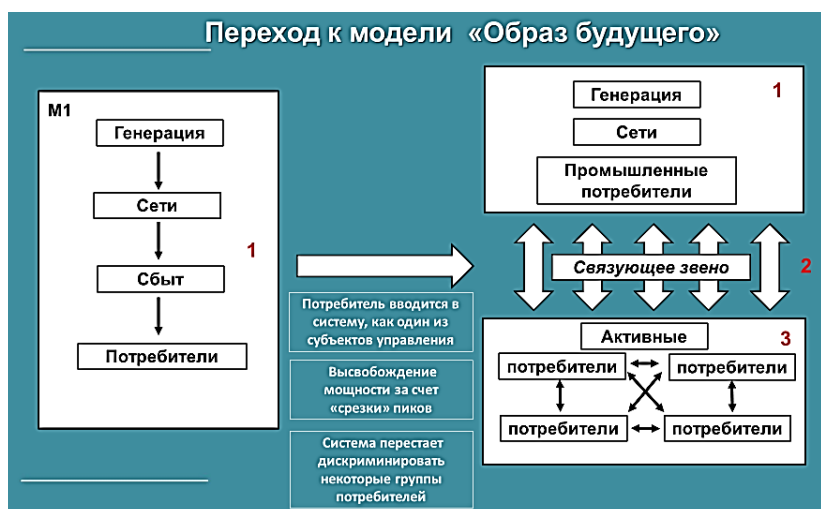 Переход к модели «Образ будущего»
М1
Генерация
Сети
1
Сбыт
Потребители
Потребитель вводится в
систему, как один из
субъектов управления
Высвобождение
мощности за счет
«срезки» пиков
Система перестает
дискриминировать
некоторые группы
потребителей
1
Генерация
Сети
Промышленные
потребители
Связующее звено
2
Активные
3
потребители
потребители
потребители
потребители